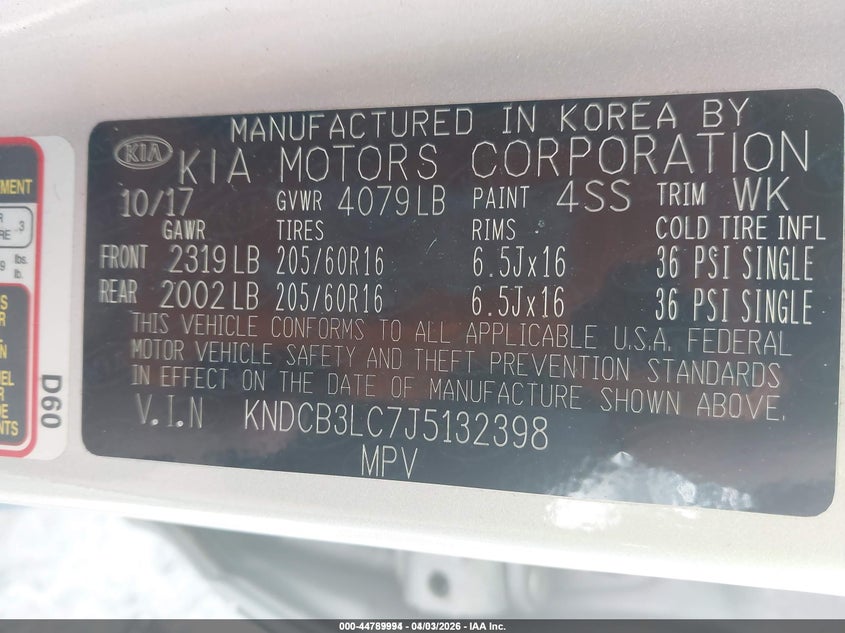 MANUFACTURED IN KOREA BY
KIA KIA MOTORS CORPORATION
10/17 GVWR 4079LB PAINT 4SS TRIM WK
GAWR TIRES RIMS COLD TIRE INFL
FRONT 2319LB 205/60R16 6.5Jx16 36 PSI SINGLE
REAR 2002LB 205/60R16 6.5Jx16 36 PSI SINGLE
THIS VEHICLE CONFORMS TO ALL APPLICABLE U.S.A. FEDERAL
MOTOR VEHICLE SAFETY AND THEFT PREVENTION STANDARDS
IN EFFECT ON THE DATE OF MANUFACTURE SHOWN ABOVE.
V.I.N KNDCB3LC7J5132398
MPV
D60
lbs.
lb.
000-44789994 - 04/03/2026 - IAA Inc.